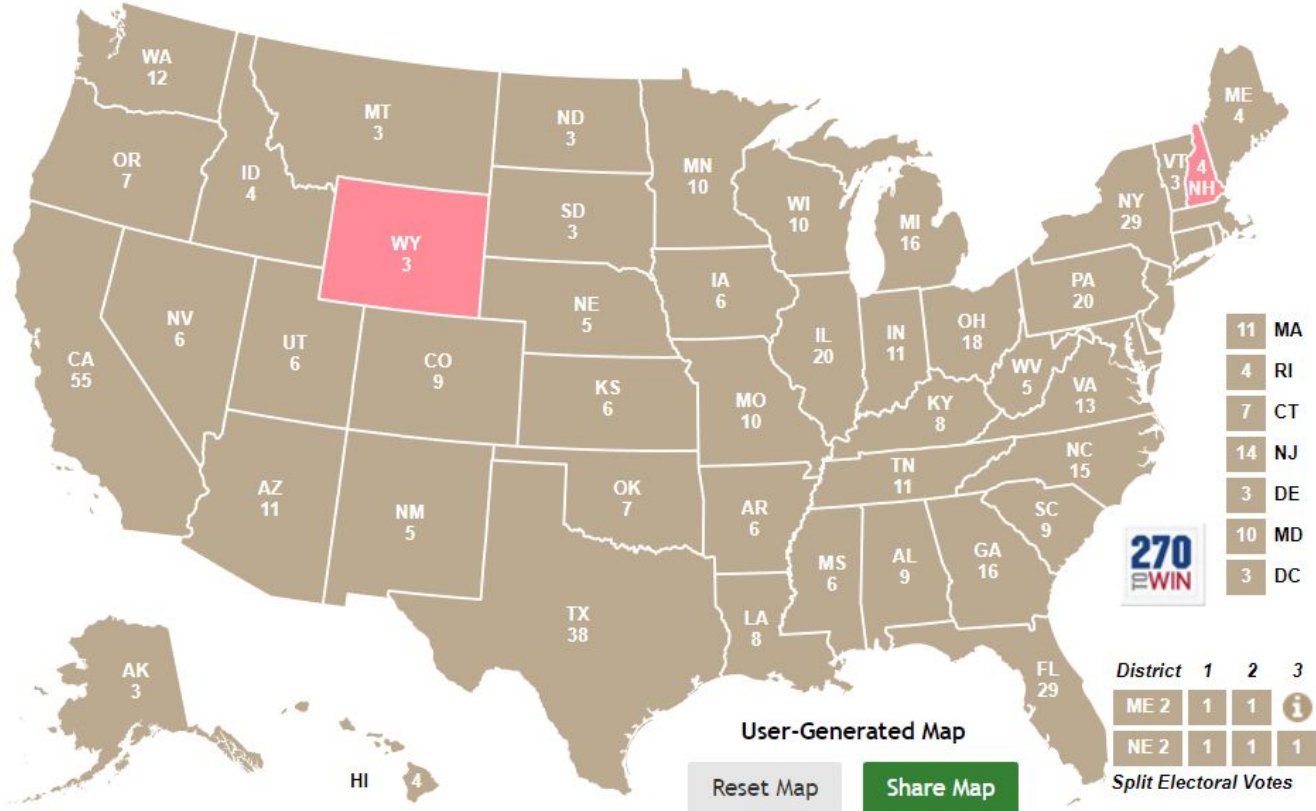 WA
12
OR
7
CA
55
ID
4
NV
6
MT
3
WY
3
UT
6
AZ
11
CO
9
NM
5
ND
3
SD
3
NE
5
KS
6
OK
7
TX
38
MN
10
IA
6
MO
10
AR
6
LA
8
WI
10
IL
20
MI
16
IN
11
OH
18
KY
8
TN
11
MS
6
AL
9
GA
16
FL
29
SC
9
NC
15
VA
13
WV
5
PA
20
NY
29
VT
3
4
NH
ME
4
AK
3
HI 4
11 MA
4 RI
7 CT
14 NJ
3 DE
10 MD
3 DC
270
TO WIN
District 1 2 3
ME 2 1 1 i
NE 2 1 1 1
Split Electoral Votes
User-Generated Map
Reset Map Share Map